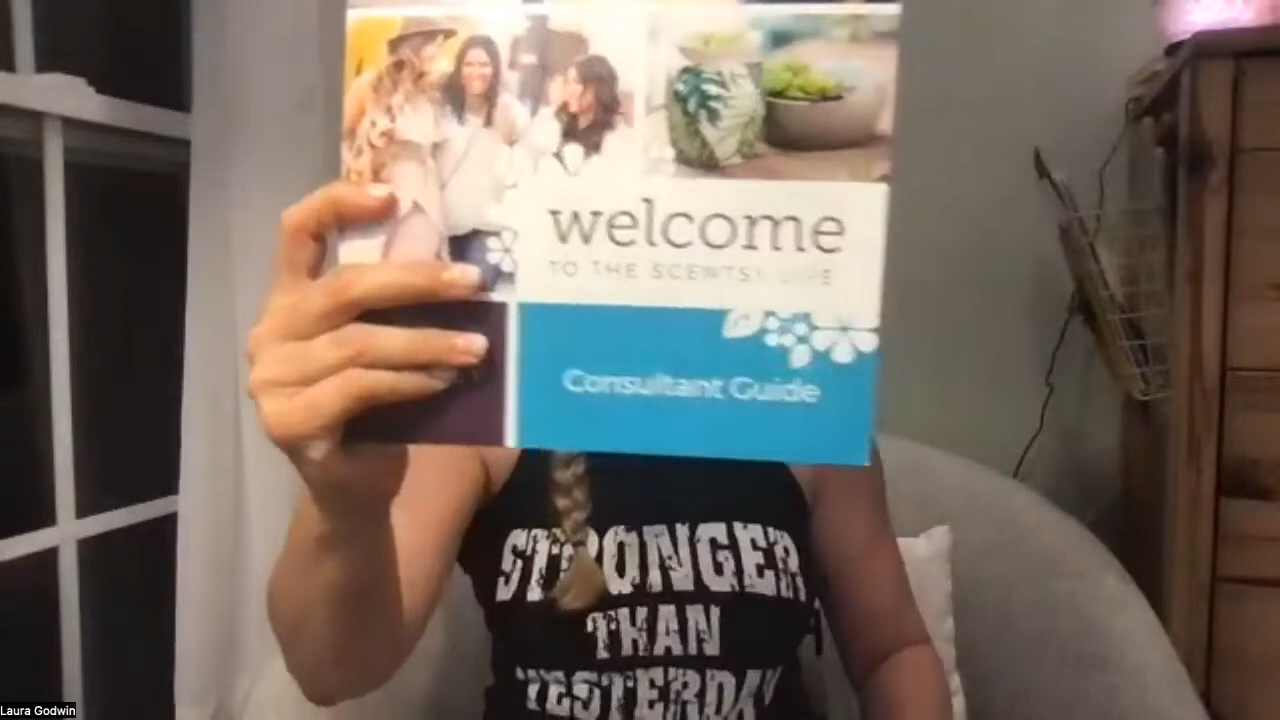 welcome
TO THE SCENTSY LIFE
Consultant Guide
STRONGER
THAN
YESTERDAY
Laura Godwin